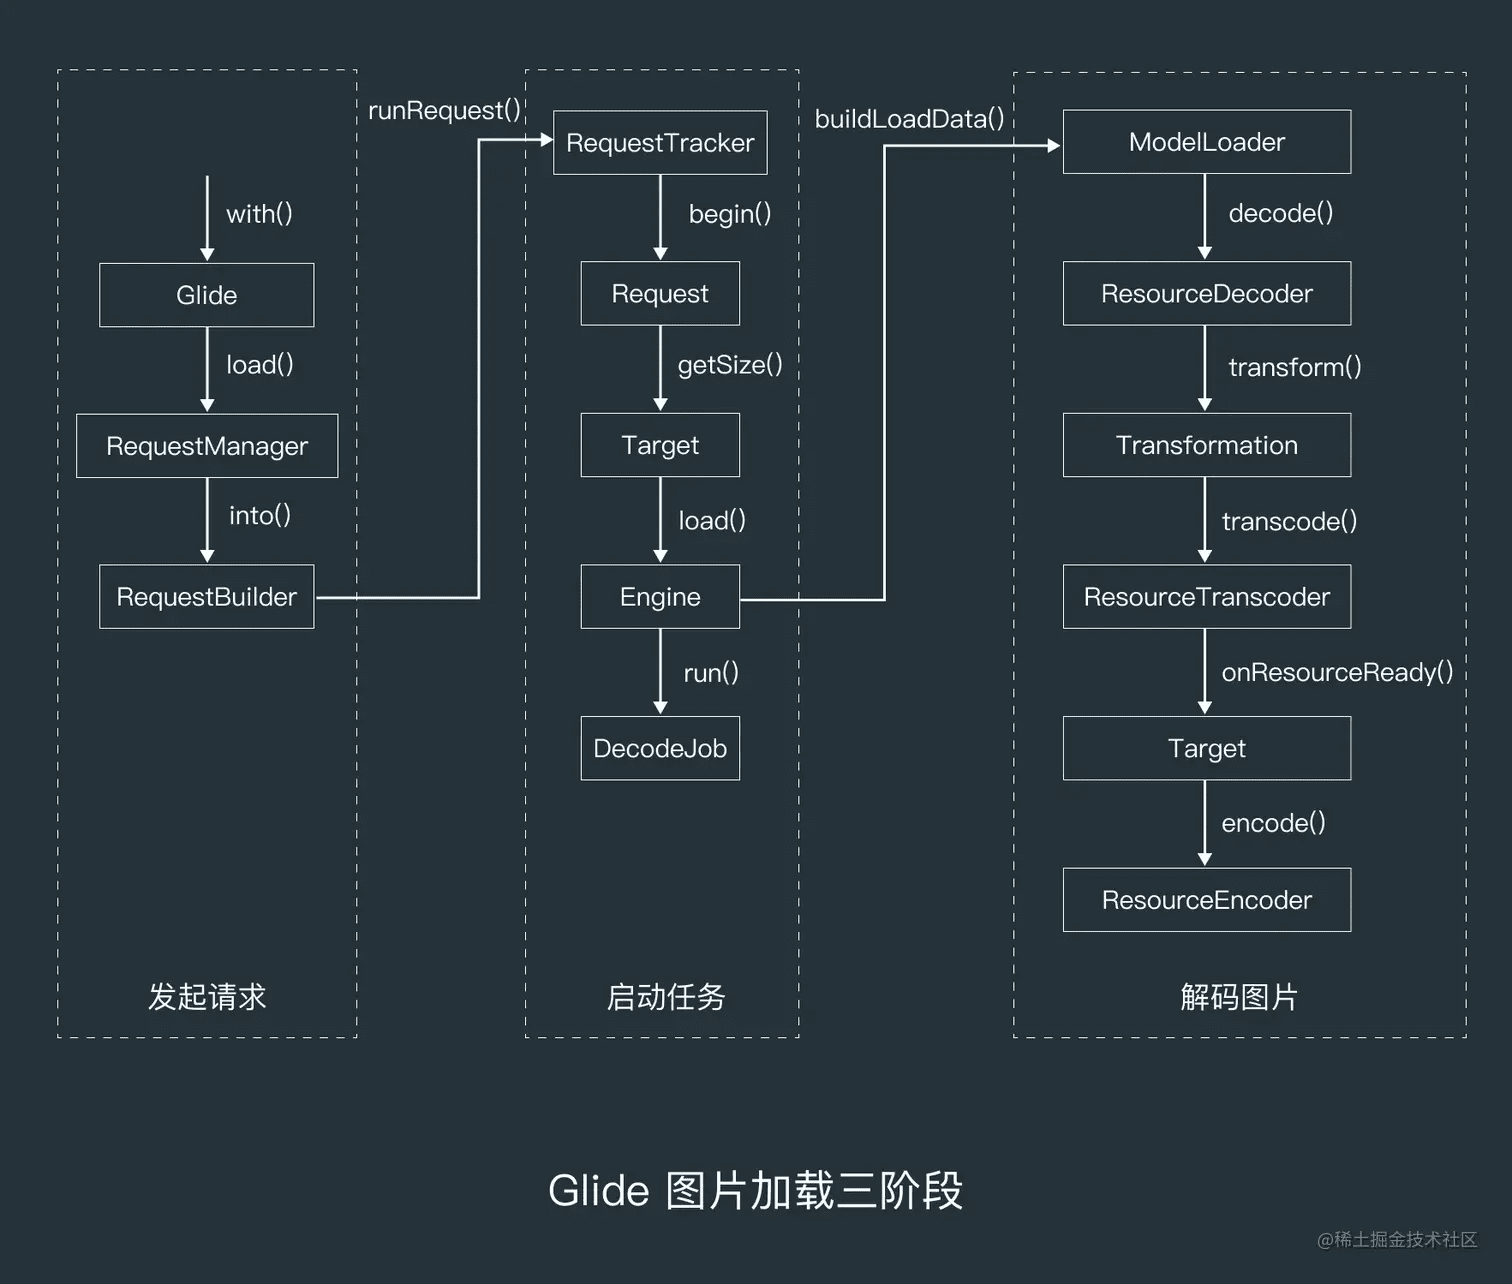 with()
Glide
load()
RequestManager
into()
RequestBuilder
发起请求
runRequest()
RequestTracker
begin()
Request
getSize()
Target
load()
Engine
run()
DecodeJob
启动任务
buildLoadData()
ModelLoader
decode()
ResourceDecoder
transform()
Transformation
transcode()
ResourceTranscoder
onResourceReady()
Target
encode()
ResourceEncoder
解码图片
Glide 图片加载三阶段
@稀土掘金技术社区